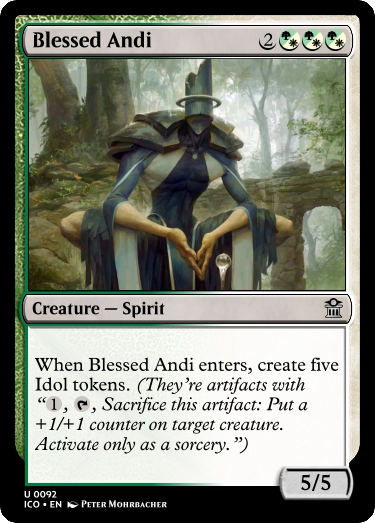 Blessed Andi 2
Creature — Spirit
When Blessed Andi enters, create five
Idol tokens. (They're artifacts with
“1, , Sacrifice this artifact: Put a
+1/+1 counter on target creature.
Activate only as a sorcery.”)
5/5
U 0092
ICO • EN Peter Mohrbacher